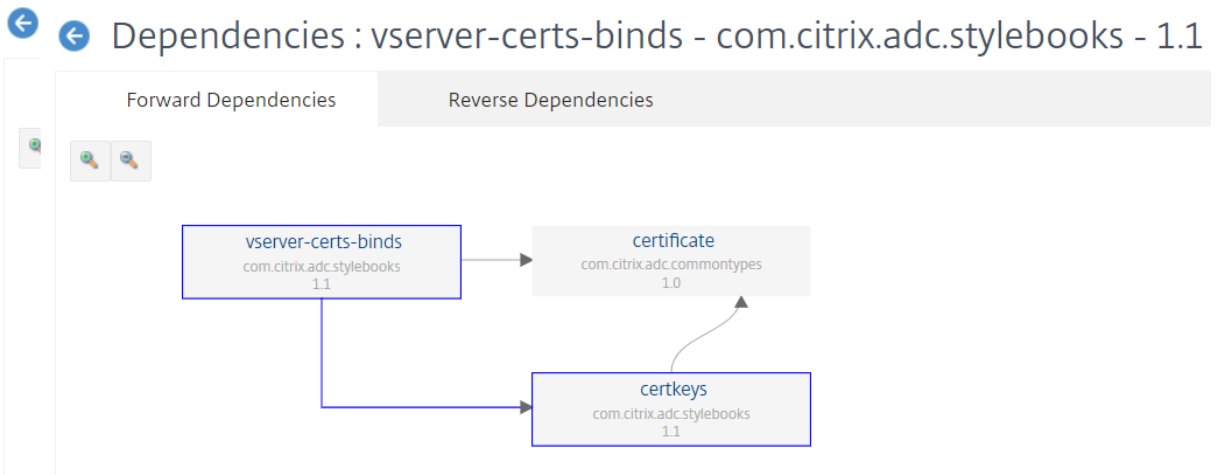 Dependencies : vserver-certs-binds - com.citrix.adc.stylebooks - 1.1
Forward Dependencies
Reverse Dependencies
vserver-certs-binds
com.citrix.adc.stylebooks
1.1
certificate
com.citrix.adc.commontypes
1.0
certkeys
com.citrix.adc.stylebooks
1.1